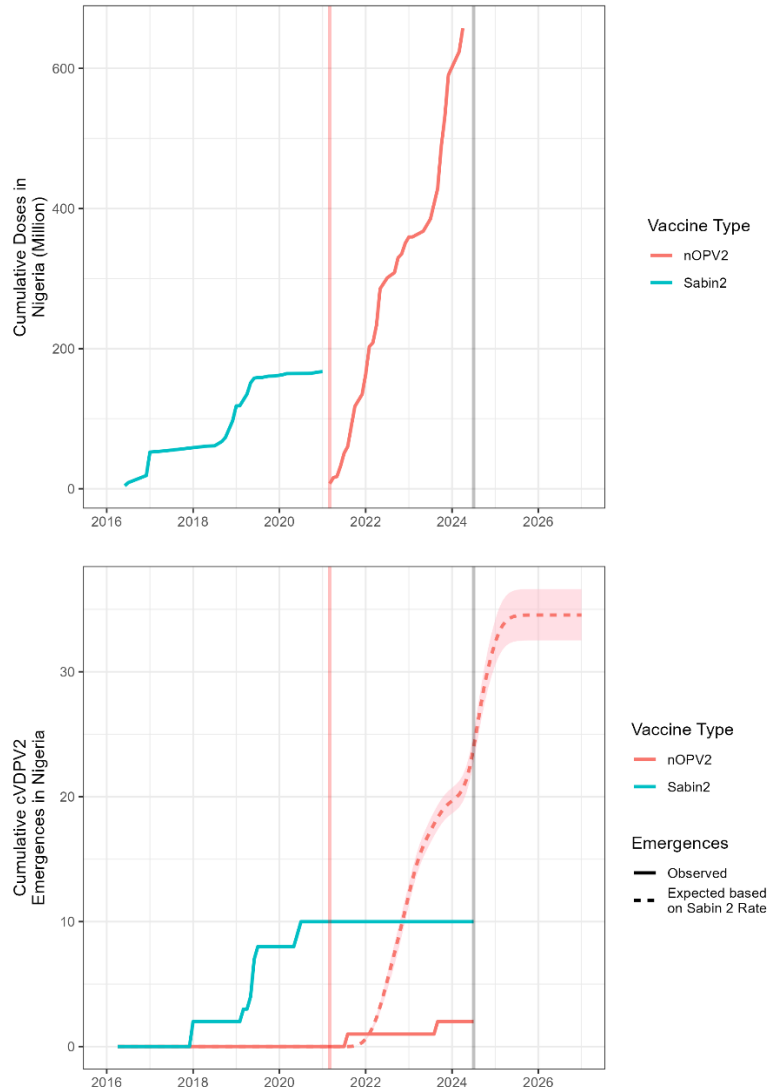 Cumulative Doses in
Nigeria (Million)
600
400
200
0
2016 2018 2020 2022 2024 2026
Vaccine Type
nOPV2
Sabin2
Cumulative cVDPV2
Emergences in Nigeria
30
20
10
0
2016 2018 2020 2022 2024 2026
Vaccine Type
nOPV2
Sabin2
Emergences
Observed
Expected based
on Sabin 2 Rate